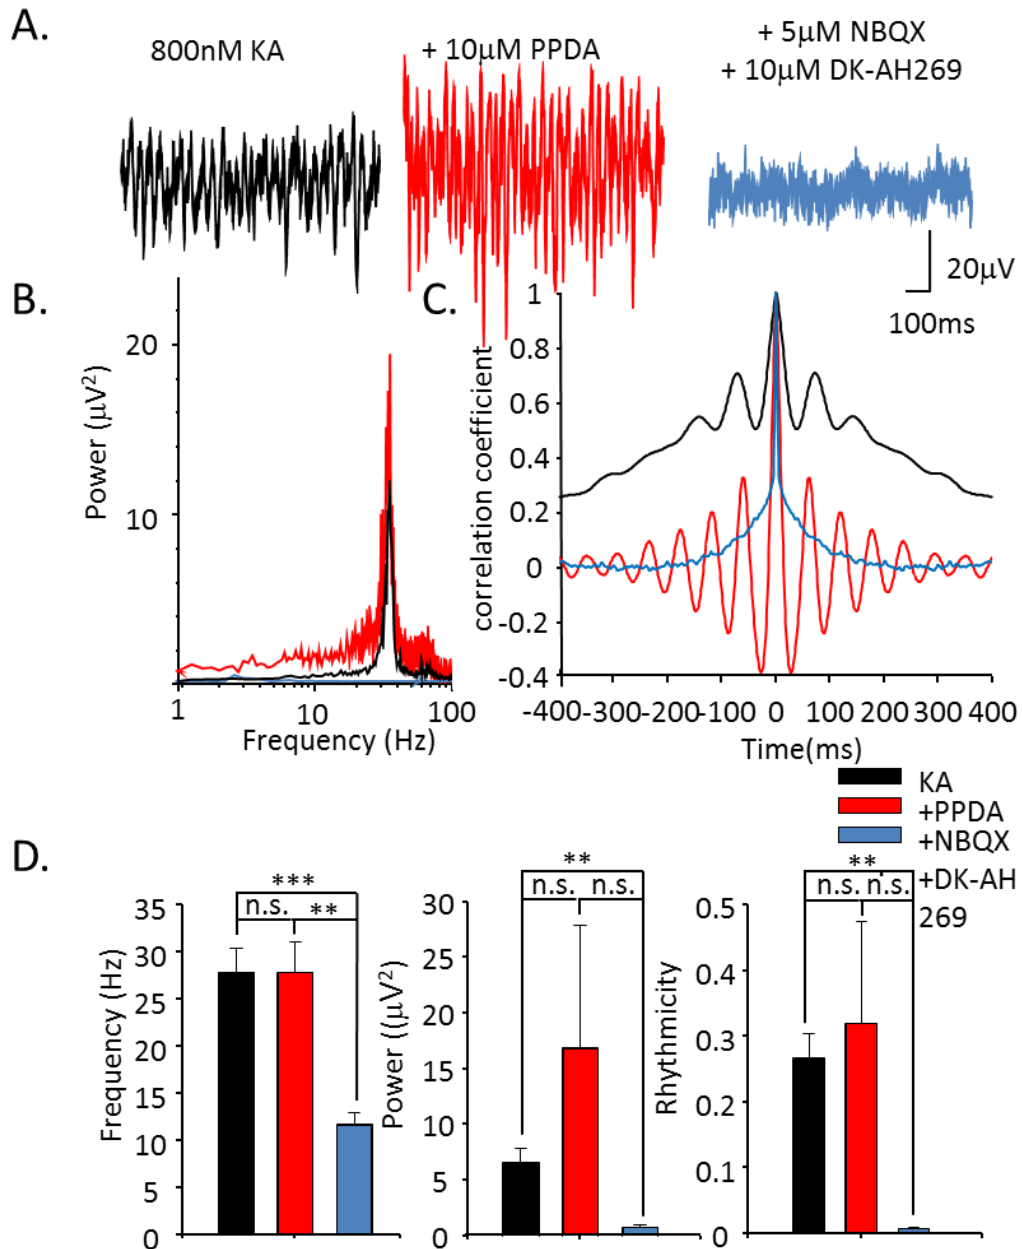 A.
800nM KA
+ 10μM PPDA
+ 5μM NBQX
+ 10μM DK-AH269
20μV
100ms
B.
Power (μV²)
20
10
1
10
100
Frequency (Hz)
C.
correlation coefficient
1
0.8
0.6
0.4
0.2
0
-0.2
-0.4
-400-300-200-100 0 100 200 300 400
Time(ms)
KA
+PPDA
+NBQX
+DK-AH
269
D.
***
n.s. **
Frequency (Hz)
35
30
25
20
15
10
5
0
**
n.s. n.s.
Power ((μV²)
30
25
20
15
10
5
0
**
n.s. n.s.
Rhythmicity
0.5
0.4
0.3
0.2
0.1
0